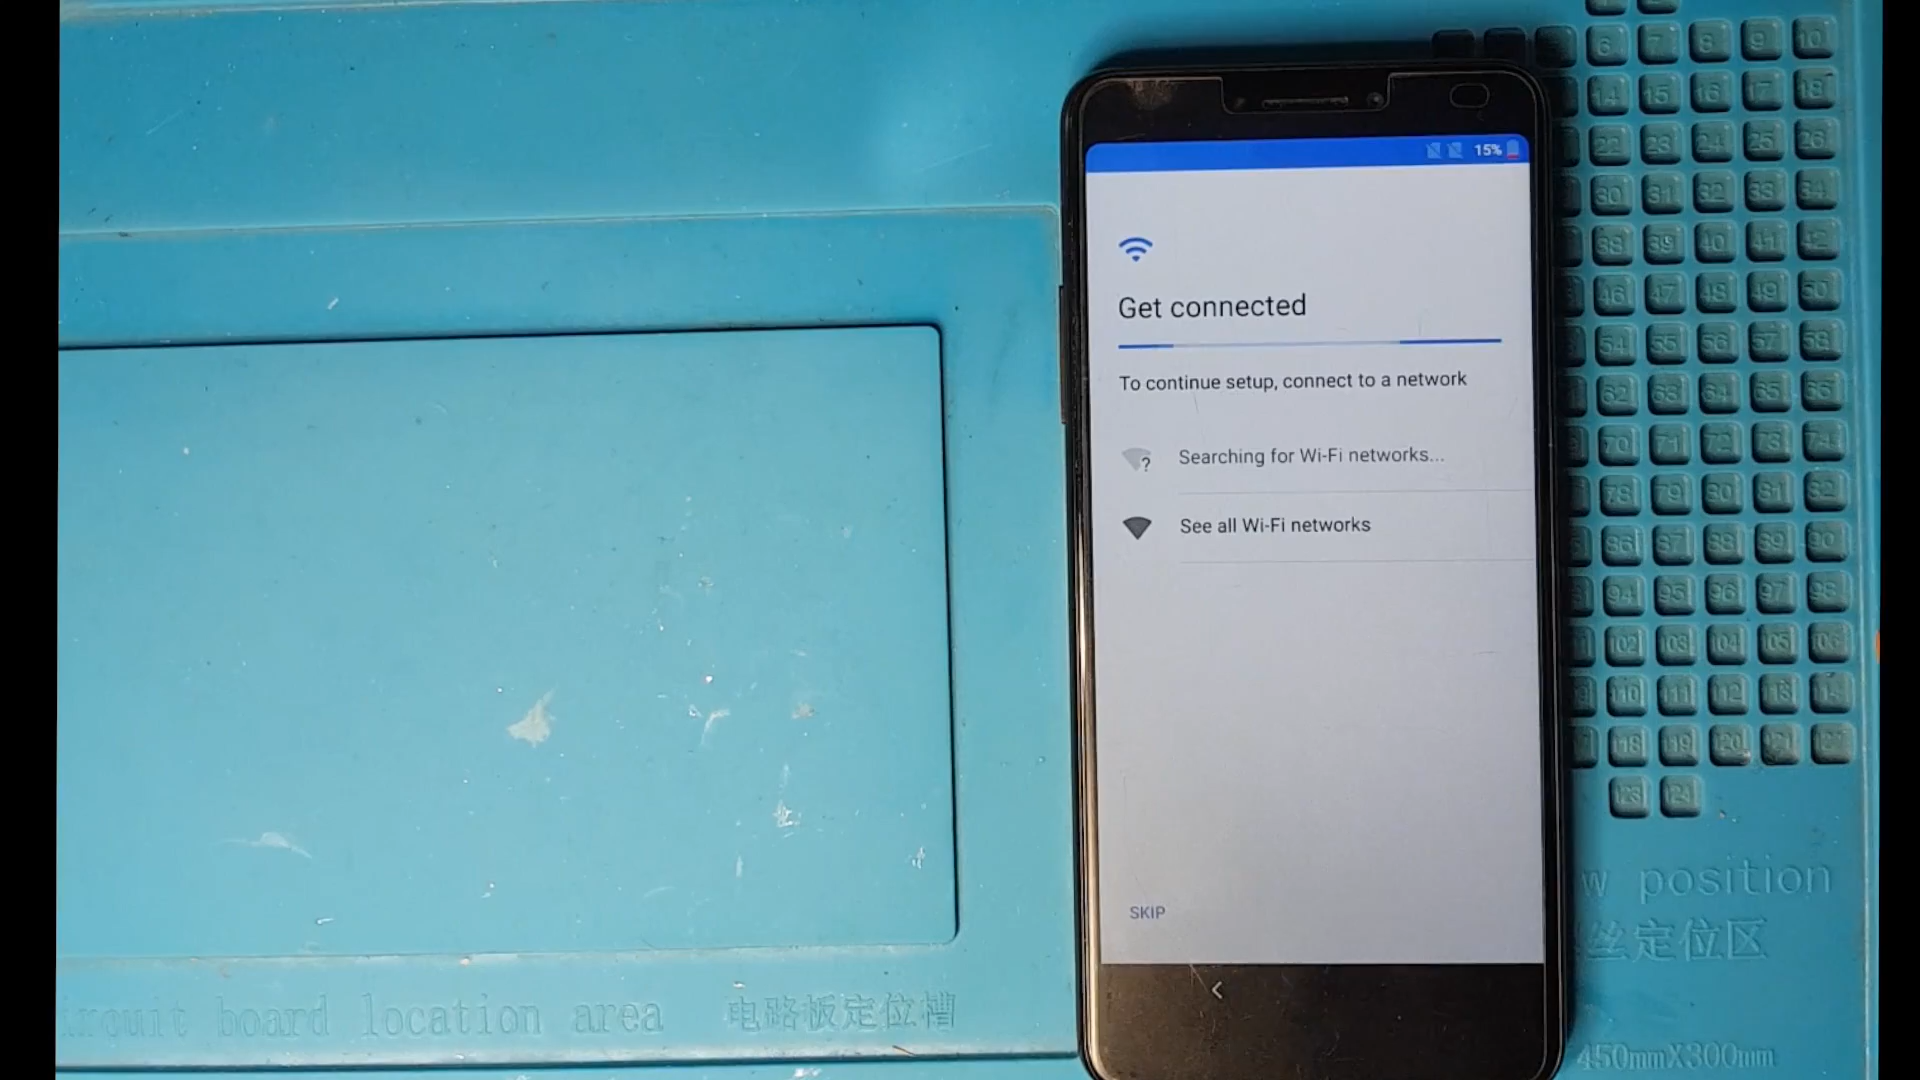 15%
Get connected
To continue setup, connect to a network
Searching for Wi-Fi networks...
See all Wi-Fi networks
SKIP
6 7 8 9 10
14 15 16 17 18
22 23 24 25 26
30 31 32 33 34
38 39 40 41 42
46 47 48 49 50
54 55 56 57 58
62 63 64 65 66
70 71 72 73 74
78 79 80 81 82
86 87 88 89 90
94 95 96 97 98
102 103 104 105 106
110 111 112 113 114
118 119 120 121 122
123 124
position
丝定位区
board location area 电路板定位槽
450mmX300mm